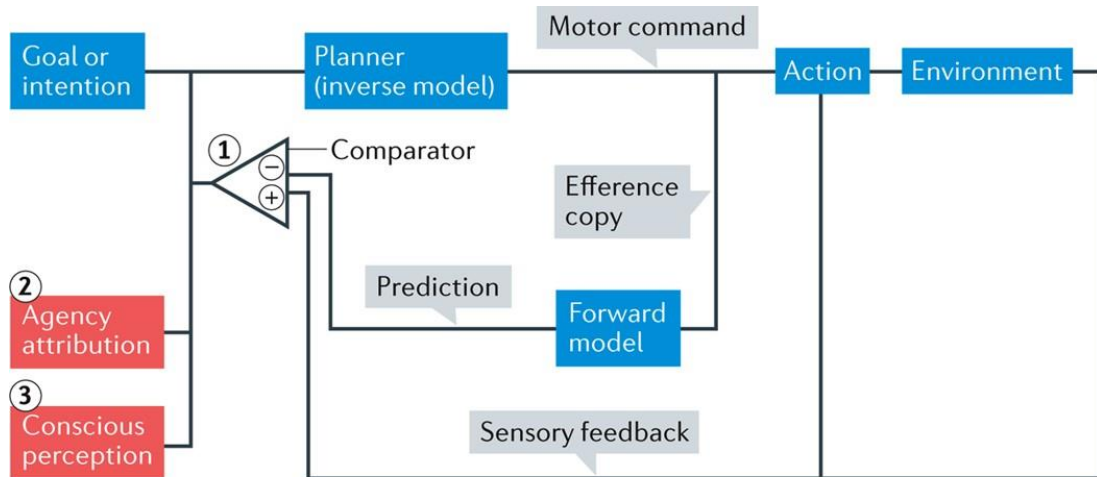 Motor command
Goal or
intention
Planner
(inverse model)
Action
Environment
1
Comparator
−
+
Efference
copy
Prediction
2
Agency
attribution
Forward
model
3
Conscious
perception
Sensory feedback